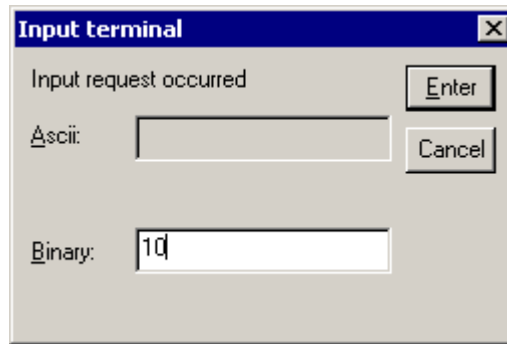 Input terminal
Input request occurred
Enter
Ascii:
Cancel
Binary:
10